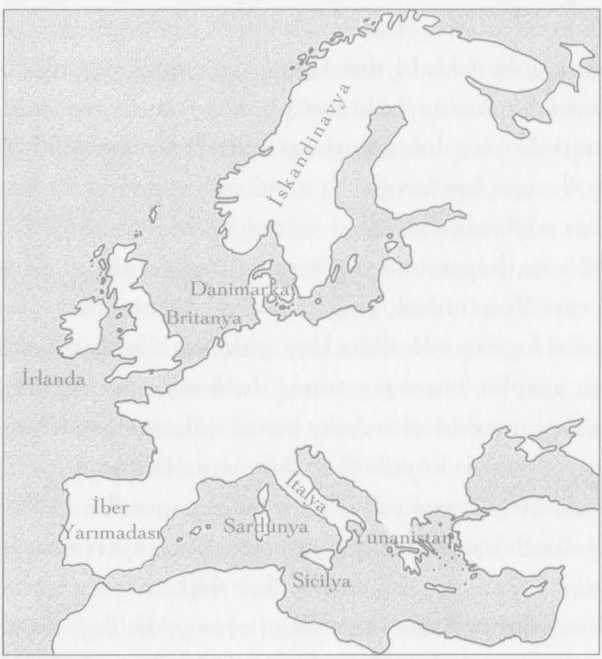 İskandinavya
Danimarka
Britanya
İrlanda
İtalya
İber
Yarımadası
Sardunya
Yunanistan
Sicilya